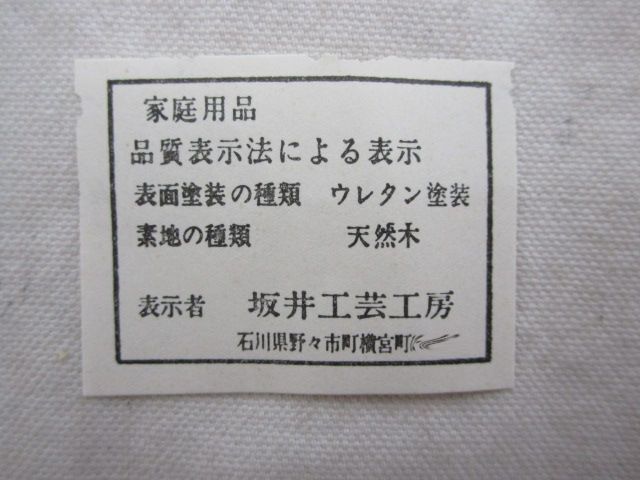 家庭用品
品質表示法による表示
表面塗装の種類 ウレタン塗装
素地の種類 天然木
表示者 坂井工芸工房
石川県野々市町横宮町